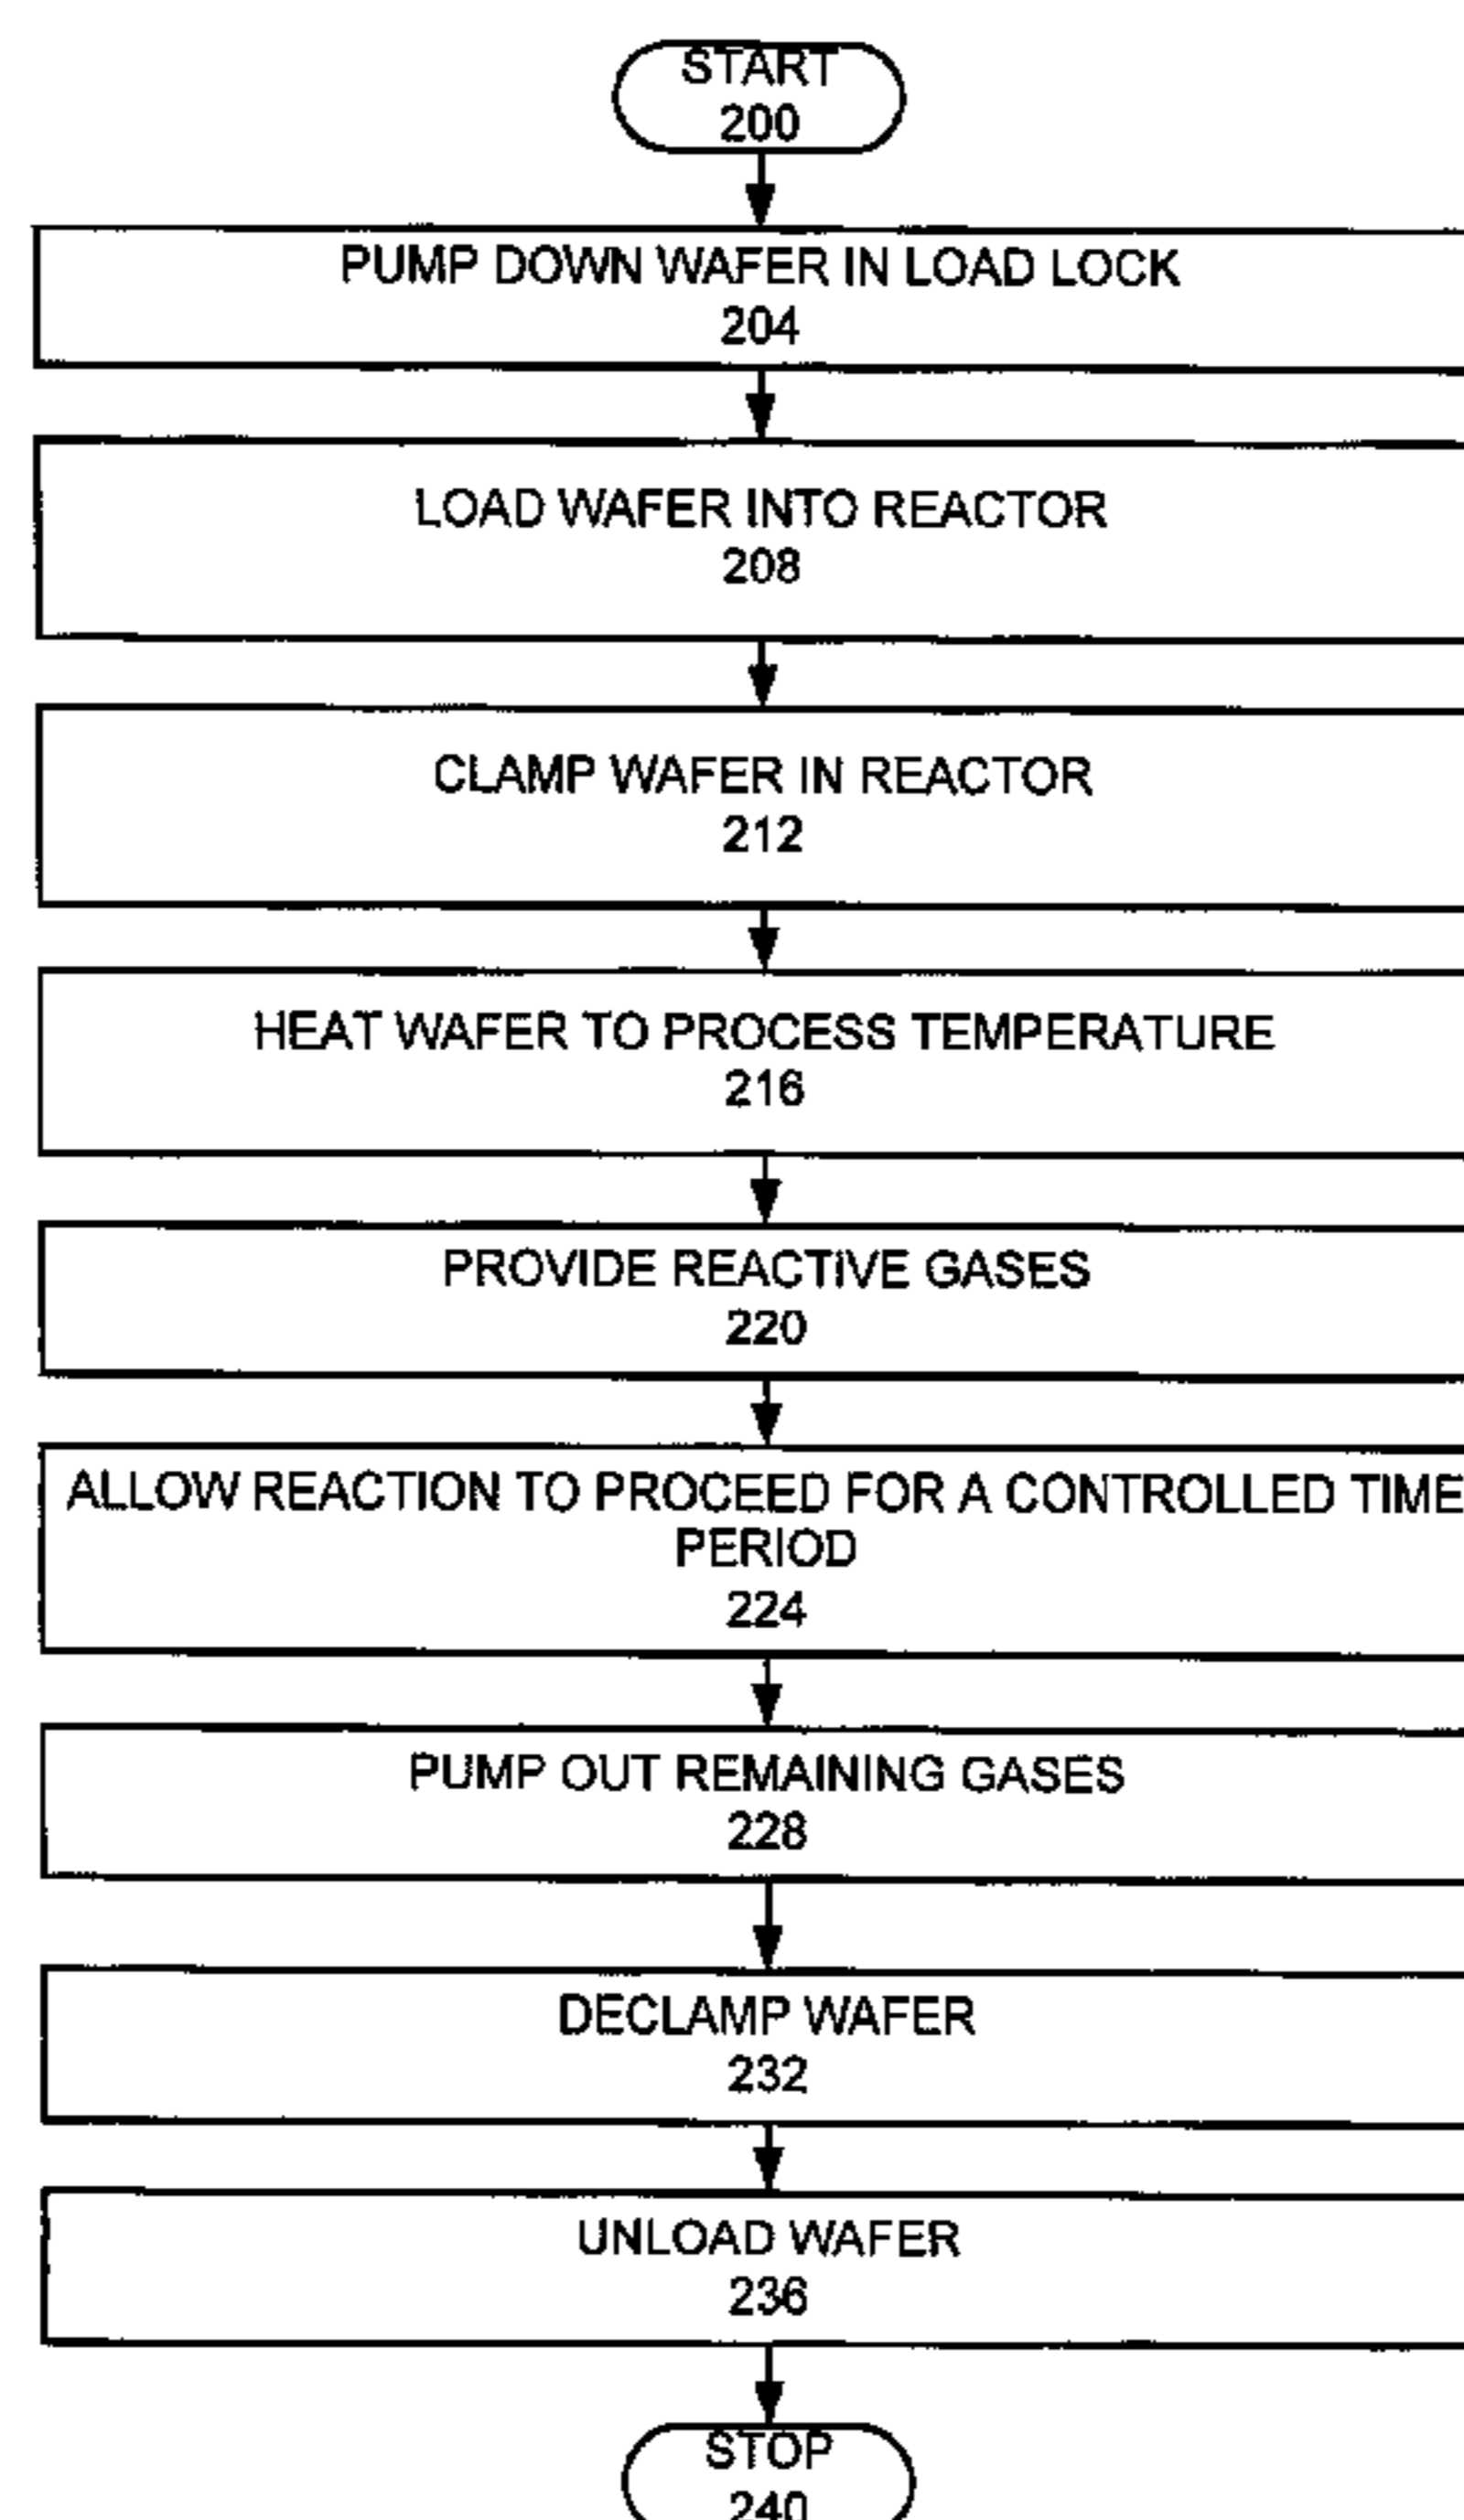 START
200
PUMP DOWN WAFER IN LOAD LOCK
204
LOAD WAFER INTO REACTOR
208
CLAMP WAFER IN REACTOR
212
HEAT WAFER TO PROCESS TEMPERATURE
216
PROVIDE REACTIVE GASES
220
ALLOW REACTION TO PROCEED FOR A CONTROLLED TIME
PERIOD
224
PUMP OUT REMAINING GASES
228
DECLAMP WAFER
232
UNLOAD WAFER
236
STOP
240